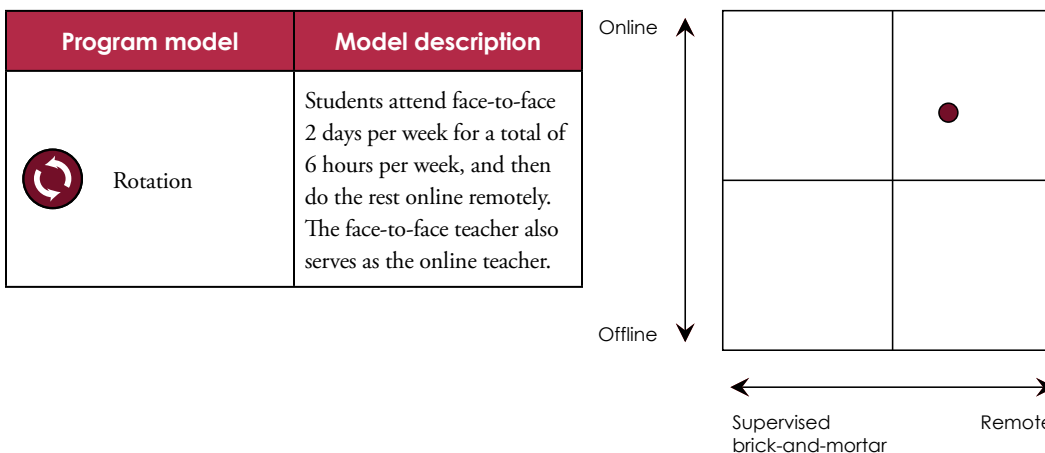 Program model
Model description
Rotation
Students attend face-to-face
2 days per week for a total of
6 hours per week, and then
do the rest online remotely.
The face-to-face teacher also
serves as the online teacher.
Online
Offline
Supervised
brick-and-mortar
Remote